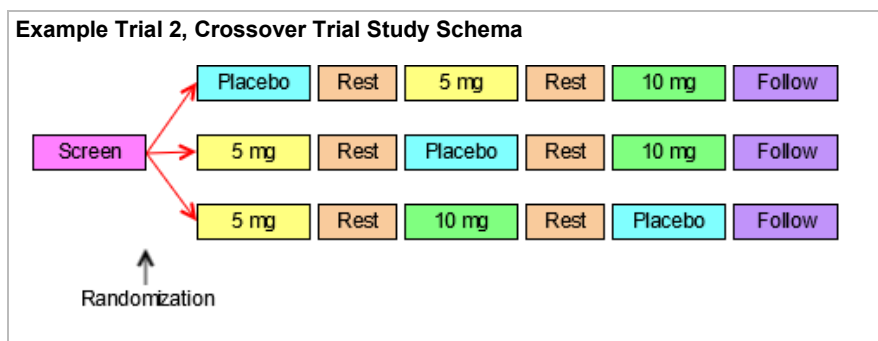 Example Trial 2, Crossover Trial Study Schema
Placebo Rest 5 mg Rest 10 mg Follow
Screen 5 mg Rest Placebo Rest 10 mg Follow
5 mg Rest 10 mg Rest Placebo Follow
Randomization